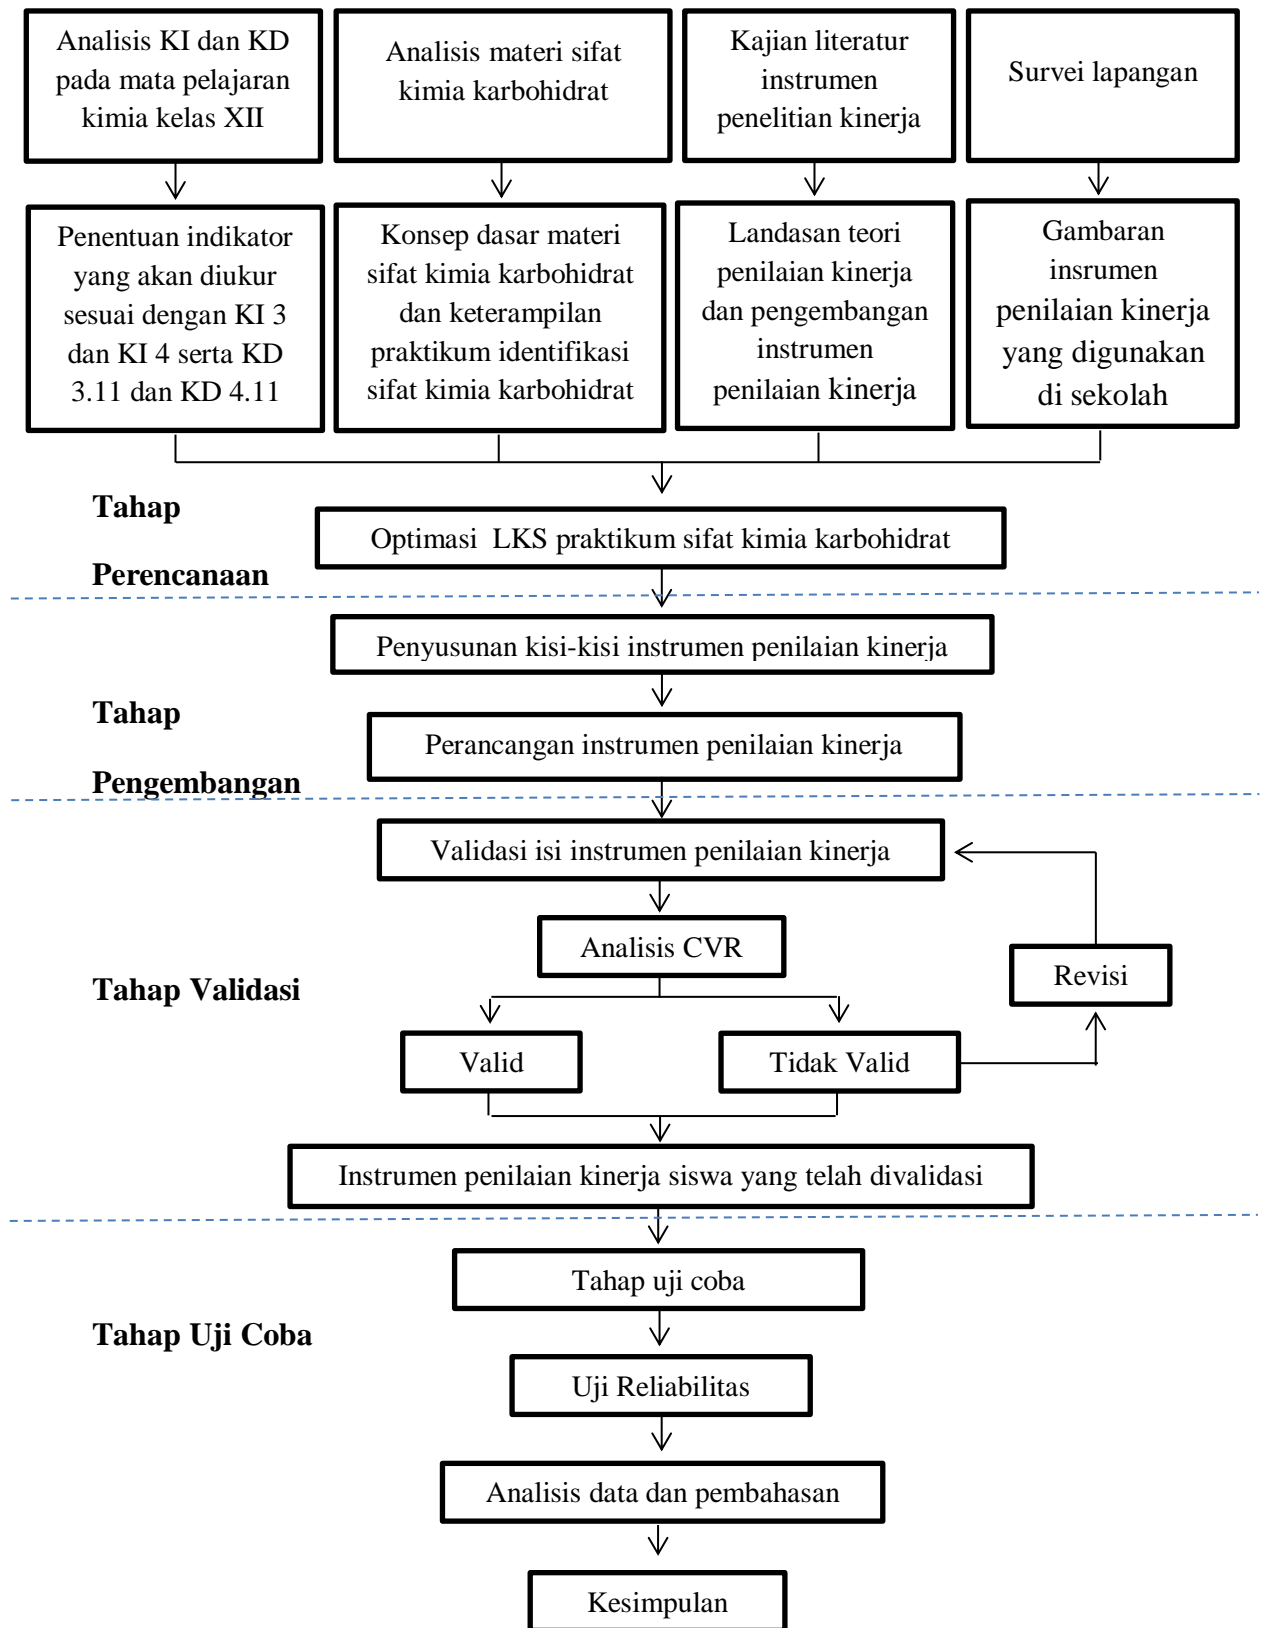 Analisis KI dan KD
pada mata pelajaran
kimia kelas XII
Analisis materi sifat
kimia karbohidrat
Kajian literatur
instrumen
penelitian kinerja
Survei lapangan
Penentuan indikator
yang akan diukur
sesuai dengan KI 3
dan KI 4 serta KD
3.11 dan KD 4.11
Konsep dasar materi
sifat kimia karbohidrat
dan keterampilan
praktikum identifikasi
sifat kimia karbohidrat
Landasan teori
penilaian kinerja
dan pengembangan
instrumen
penilaian kinerja
Gambaran
insrumen
penilaian kinerja
yang digunakan
di sekolah
Tahap
Perencanaan
Optimasi LKS praktikum sifat kimia karbohidrat
Penyusunan kisi-kisi instrumen penilaian kinerja
Tahap
Pengembangan
Perancangan instrumen penilaian kinerja
Validasi isi instrumen penilaian kinerja
Analisis CVR
Revisi
Tahap Validasi
Valid
Tidak Valid
Instrumen penilaian kinerja siswa yang telah divalidasi
Tahap uji coba
Tahap Uji Coba
Uji Reliabilitas
Analisis data dan pembahasan
Kesimpulan